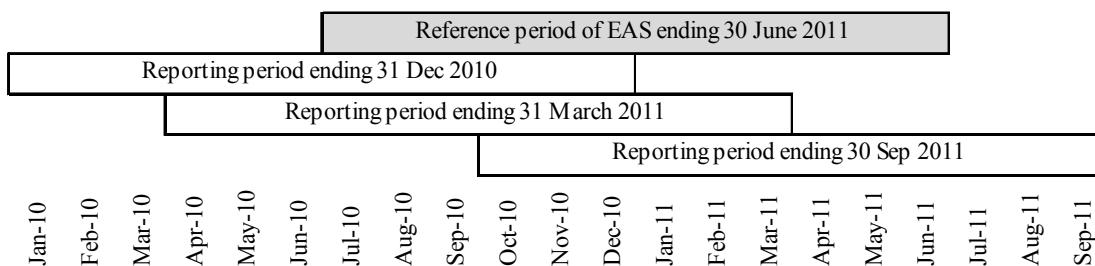 Reference period of EAS ending 30 June 2011
Reporting period ending 31 Dec 2010
Reporting period ending 31 March 2011
Reporting period ending 30 Sep 2011
Jan-10
Feb-10
Mar-10
Apr-10
May-10
Jun-10
Jul-10
Aug-10
Sep-10
Oct-10
Nov-10
Dec-10
Jan-11
Feb-11
Mar-11
Apr-11
May-11
Jun-11
Jul-11
Aug-11
Sep-11